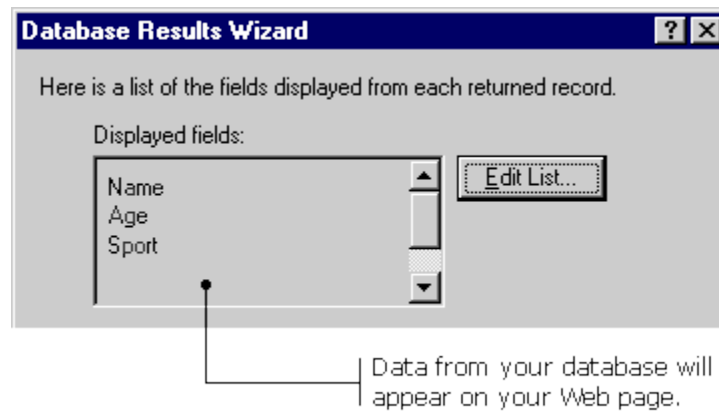 Database Results Wizard
Here is a list of the fields displayed from each returned record.
Displayed fields:
Name
Age
Sport
Edit List...
Data from your database will
appear on your Web page.